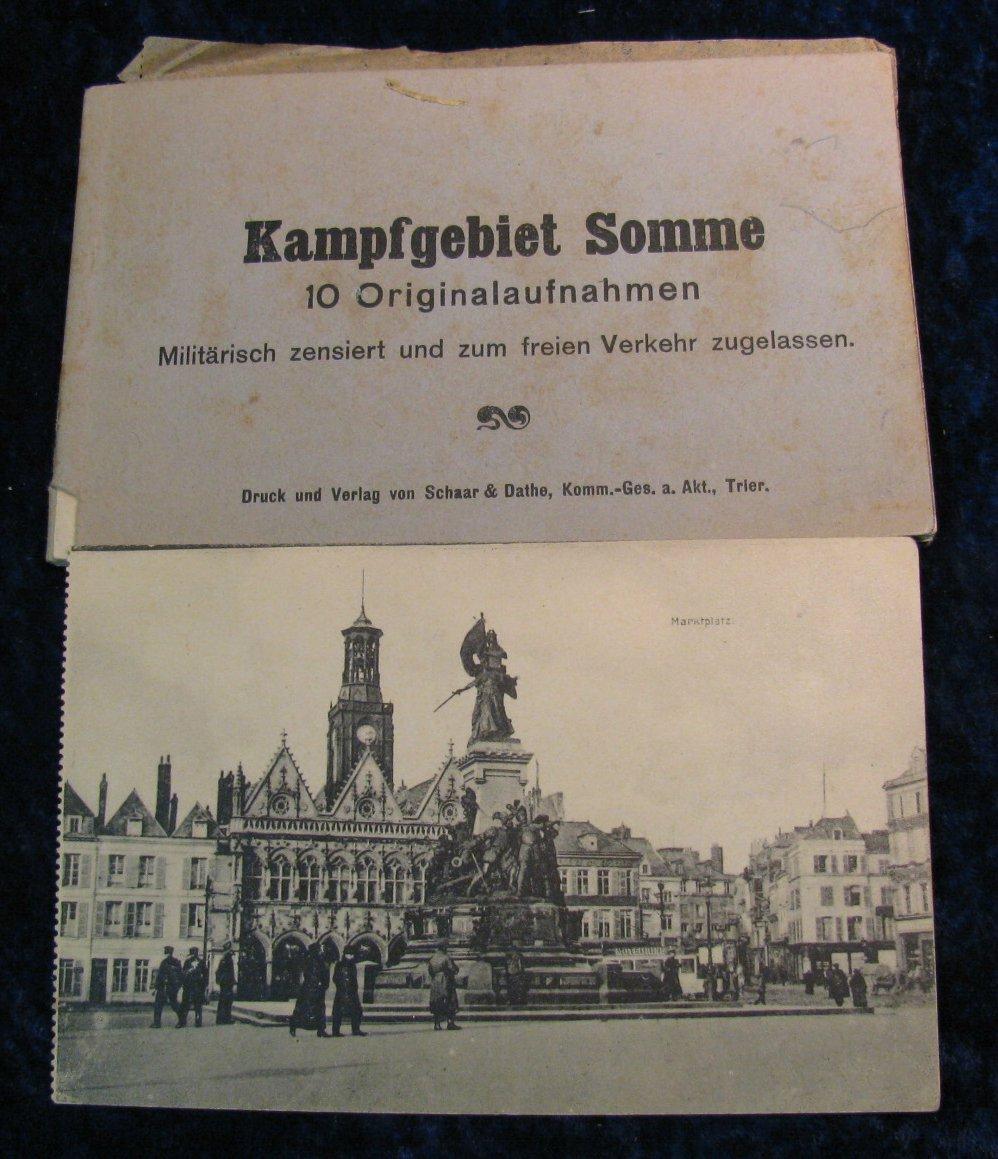 Kampfgebiet Somme
10 Originalaufnahmen
Militärisch zensiert und zum freien Verkehr zugelassen.
Druck und Verlag von Schaar & Dathe, Komm.-Ges. a. Akt., Trier.
Marktplatz.